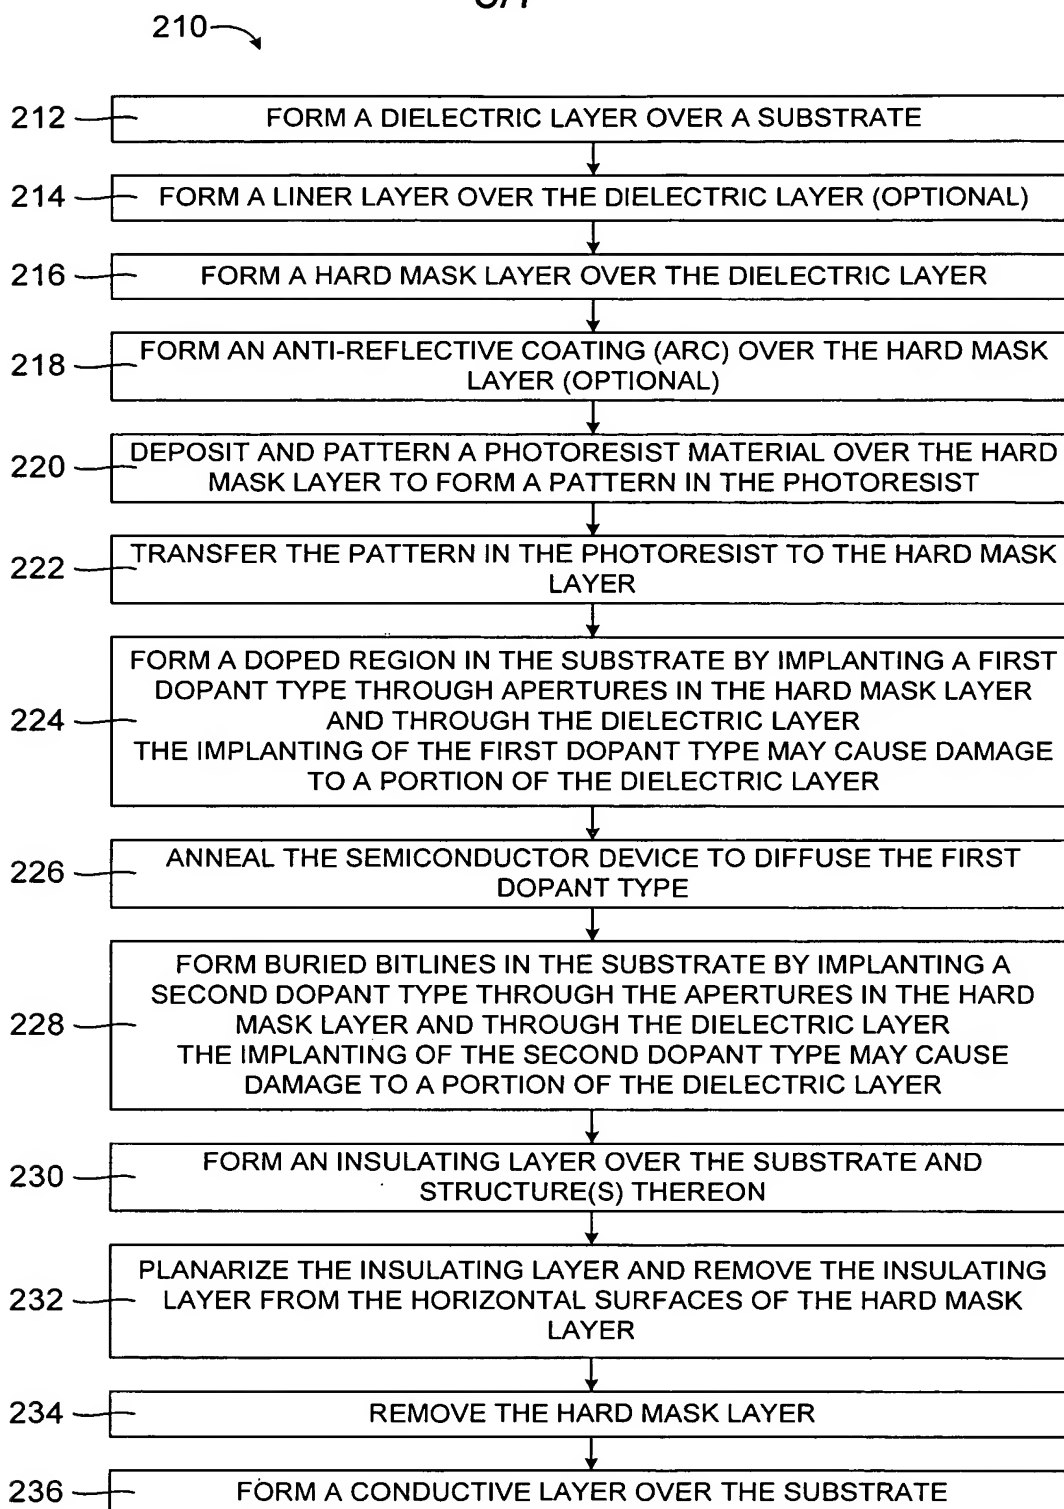 210
212 FORM A DIELECTRIC LAYER OVER A SUBSTRATE
214 FORM A LINER LAYER OVER THE DIELECTRIC LAYER (OPTIONAL)
216 FORM A HARD MASK LAYER OVER THE DIELECTRIC LAYER
218 FORM AN ANTI-REFLECTIVE COATING (ARC) OVER THE HARD MASK
LAYER (OPTIONAL)
220 DEPOSIT AND PATTERN A PHOTORESIST MATERIAL OVER THE HARD
MASK LAYER TO FORM A PATTERN IN THE PHOTORESIST
222 TRANSFER THE PATTERN IN THE PHOTORESIST TO THE HARD MASK
LAYER
224 FORM A DOPED REGION IN THE SUBSTRATE BY IMPLANTING A FIRST
DOPANT TYPE THROUGH APERTURES IN THE HARD MASK LAYER
AND THROUGH THE DIELECTRIC LAYER
THE IMPLANTING OF THE FIRST DOPANT TYPE MAY CAUSE DAMAGE
TO A PORTION OF THE DIELECTRIC LAYER
226 ANNEAL THE SEMICONDUCTOR DEVICE TO DIFFUSE THE FIRST
DOPANT TYPE
228 FORM BURIED BITLINES IN THE SUBSTRATE BY IMPLANTING A
SECOND DOPANT TYPE THROUGH THE APERTURES IN THE HARD
MASK LAYER AND THROUGH THE DIELECTRIC LAYER
THE IMPLANTING OF THE SECOND DOPANT TYPE MAY CAUSE
DAMAGE TO A PORTION OF THE DIELECTRIC LAYER
230 FORM AN INSULATING LAYER OVER THE SUBSTRATE AND
STRUCTURE(S) THEREON
232 PLANARIZE THE INSULATING LAYER AND REMOVE THE INSULATING
LAYER FROM THE HORIZONTAL SURFACES OF THE HARD MASK
LAYER
234 REMOVE THE HARD MASK LAYER
236 FORM A CONDUCTIVE LAYER OVER THE SUBSTRATE